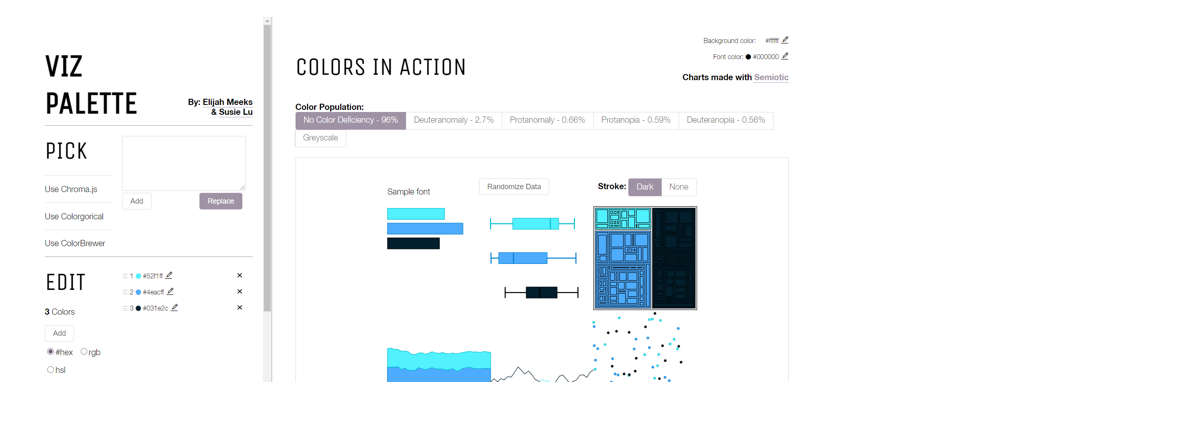 VIZ
PALETTE
By: Elijah Meeks
& Susie Lu
PICK
Use Chroma.js
Use Colorgorical
Use ColorBrewer
Add
Replace
EDIT
3 Colors
Add
#hex
rgb
hsl
1 #52f1ff
2 #4eacff
3 #031e2c
COLORS IN ACTION
Background color: #ffffff
Font color: #000000
Charts made with Semiotic
Color Population:
No Color Deficiency - 96%
Deuteranomaly - 2.7%
Protanomaly - 0.66%
Protanopia - 0.59%
Deuteranopia - 0.56%
Greyscale
Sample font
Randomize Data
Stroke: Dark None